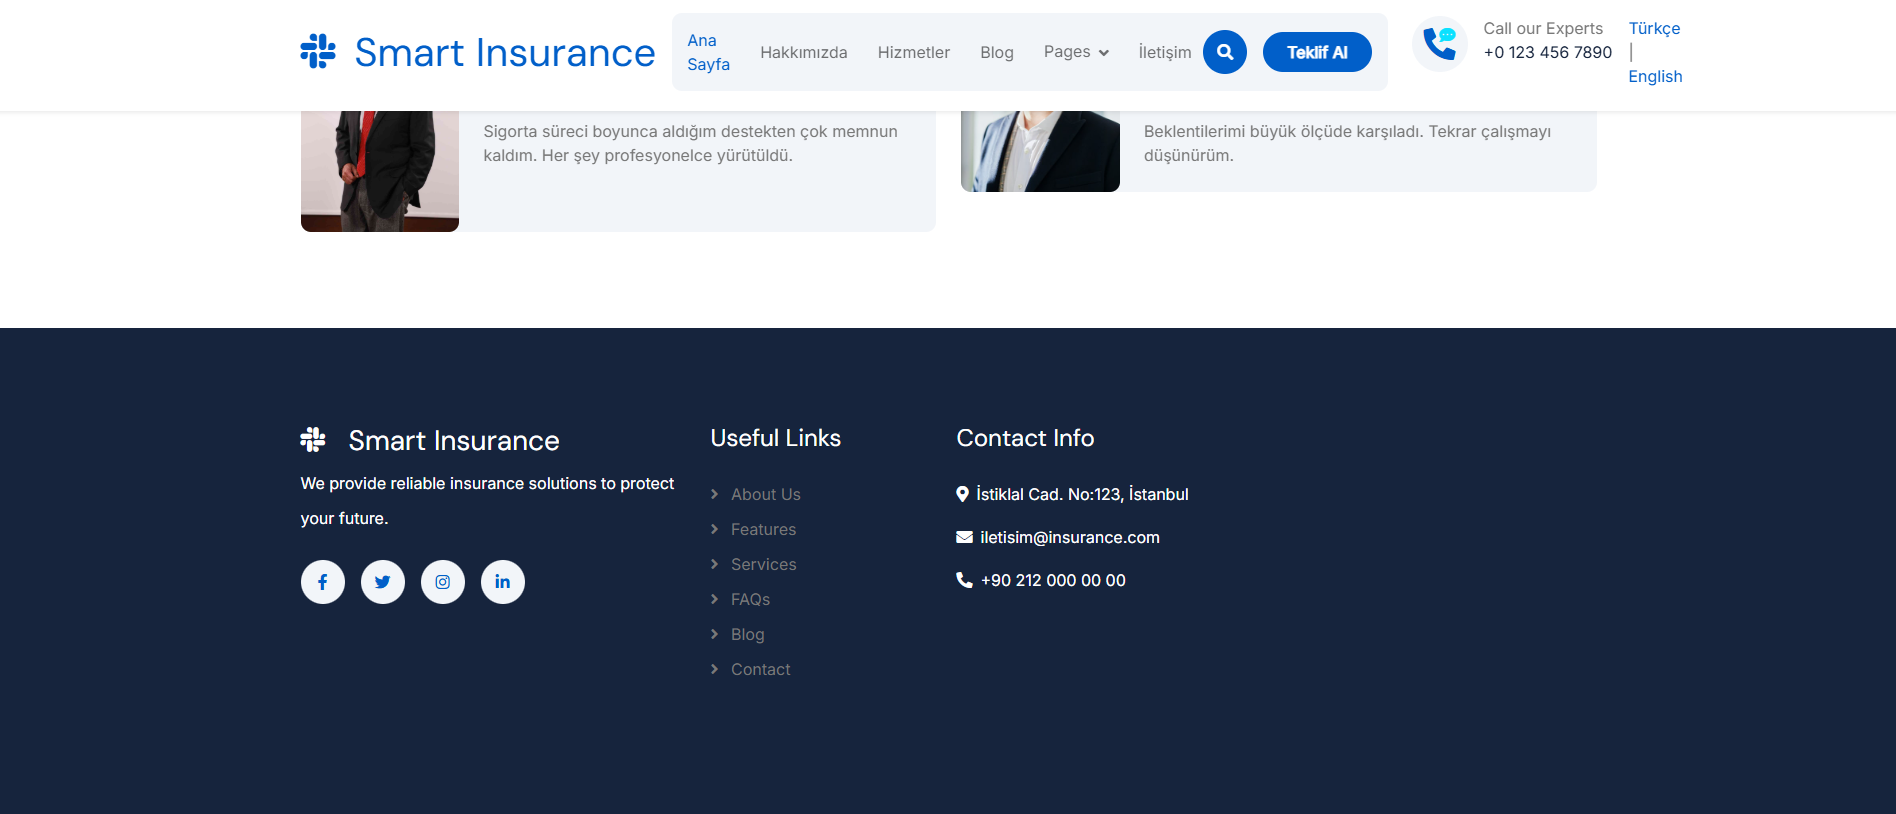 Smart Insurance
Ana
Sayfa
Hakkımızda
Hizmetler
Blog
Pages
İletişim
Teklif Al
Call our Experts
+0 123 456 7890
Türkçe
|
English
Sigorta süreci boyunca aldığım destekten çok memnun
kaldım. Her şey profesyonelce yürütüldü.
Beklentilerimi büyük ölçüde karşıladı. Tekrar çalışmayı
düşünürüm.
Smart Insurance
We provide reliable insurance solutions to protect
your future.
Useful Links
About Us
Features
Services
FAQs
Blog
Contact
Contact Info
İstiklal Cad. No:123, İstanbul
iletisim@insurance.com
+90 212 000 00 00